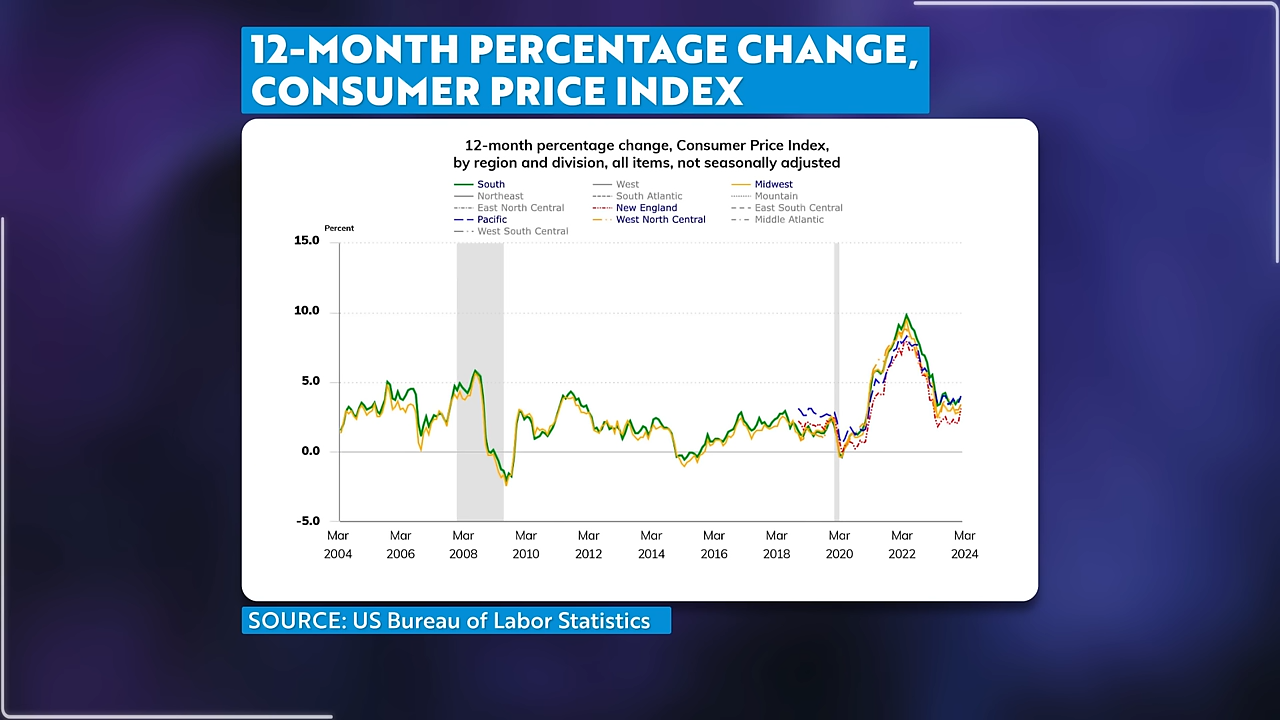 12-MONTH PERCENTAGE CHANGE,
CONSUMER PRICE INDEX
12-month percentage change, Consumer Price Index,
by region and division, all items, not seasonally adjusted
South West Midwest
Northeast South Atlantic Mountain
East North Central New England East South Central
Pacific West North Central Middle Atlantic
West South Central
Percent
15.0
10.0
5.0
0.0
-5.0
Mar Mar Mar Mar Mar Mar Mar Mar Mar Mar Mar
2004 2006 2008 2010 2012 2014 2016 2018 2020 2022 2024
SOURCE: US Bureau of Labor Statistics